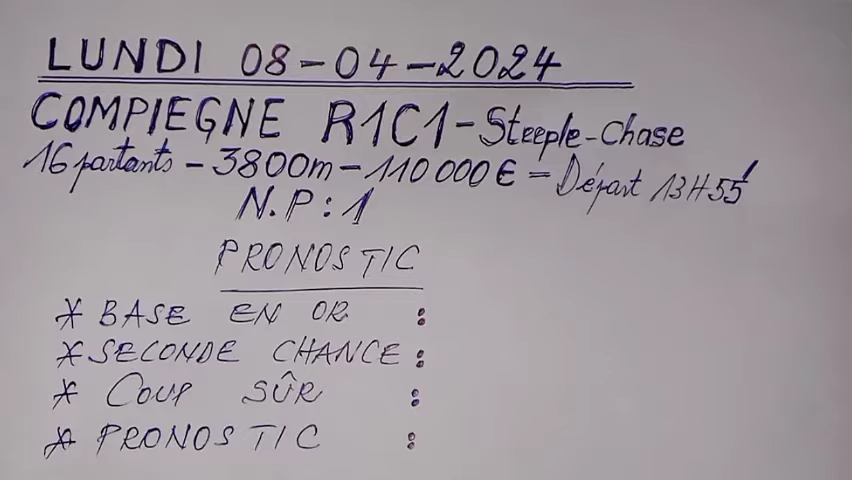 LUNDI 08-04-2024
COMPIEGNE R1C1-Steeple-Chase
16 partants - 3800m - 110 000 € = Départ 13H55'
N.P : 1
PRONOSTIC
* BASE EN OR :
* SECONDE CHANCE :
* COUP SÛR :
* PRONOSTIC :